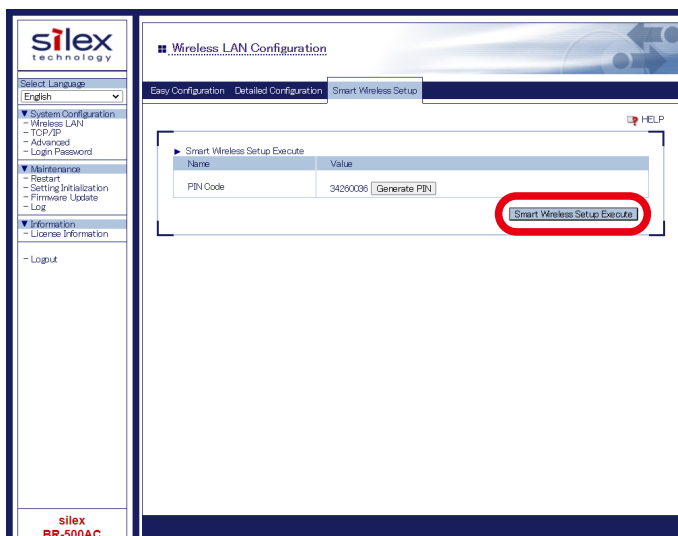 silex
technology
Select Language
English
▼ System Configuration
- Wireless LAN
- TCP/IP
- Advanced
- Login Password
▼ Maintenance
- Restart
- Setting Initialization
- Firmware Update
- Log
▼ Information
- License Information
- Logout
silex
BR-500AC
Wireless LAN Configuration
Easy Configuration Detailed Configuration Smart Wireless Setup
HELP
► Smart Wireless Setup Execute
Name Value
PIN Code 34260036 Generate PIN
Smart Wireless Setup Execute